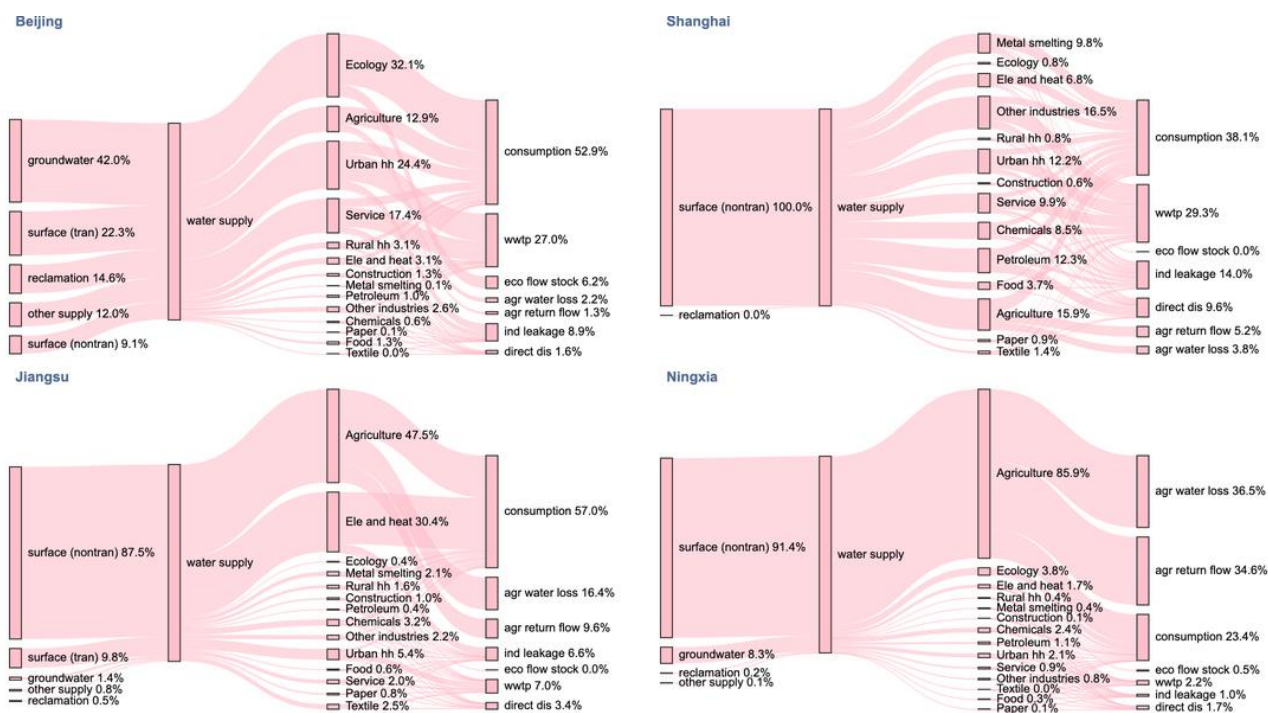 Beijing
groundwater 42.0%
surface (tran) 22.3%
reclamation 14.6%
other supply 12.0%
surface (nontran) 9.1%
water supply
Ecology 32.1%
Agriculture 12.9%
Urban hh 24.4%
Service 17.4%
Rural hh 3.1%
Ele and heat 3.1%
Construction 1.3%
Metal smelting 0.1%
Petroleum 1.0%
Other industries 2.6%
Chemicals 0.6%
Paper 0.1%
Food 1.3%
Textile 0.0%
consumption 52.9%
wwtp 27.0%
eco flow stock 6.2%
agr water loss 2.2%
agr return flow 1.3%
ind leakage 8.9%
direct dis 1.6%
Shanghai
surface (nontran) 100.0%
reclamation 0.0%
water supply
Metal smelting 9.8%
Ecology 0.8%
Ele and heat 6.8%
Other industries 16.5%
Rural hh 0.8%
Urban hh 12.2%
Construction 0.6%
Service 9.9%
Chemicals 8.5%
Petroleum 12.3%
Food 3.7%
Agriculture 15.9%
Paper 0.9%
Textile 1.4%
consumption 38.1%
wwtp 29.3%
eco flow stock 0.0%
ind leakage 14.0%
direct dis 9.6%
agr return flow 5.2%
agr water loss 3.8%
Jiangsu
surface (nontran) 87.5%
surface (tran) 9.8%
groundwater 1.4%
other supply 0.8%
reclamation 0.5%
water supply
Agriculture 47.5%
Ele and heat 30.4%
Ecology 0.4%
Metal smelting 2.1%
Rural hh 1.6%
Construction 1.0%
Petroleum 0.4%
Chemicals 3.2%
Other industries 2.2%
Urban hh 5.4%
Food 0.6%
Service 2.0%
Paper 0.8%
Textile 2.5%
consumption 57.0%
agr water loss 16.4%
agr return flow 9.6%
ind leakage 6.6%
eco flow stock 0.0%
wwtp 7.0%
direct dis 3.4%
Ningxia
surface (nontran) 91.4%
groundwater 8.3%
reclamation 0.2%
other supply 0.1%
water supply
Agriculture 85.9%
Ecology 3.8%
Ele and heat 1.7%
Rural hh 0.4%
Metal smelting 0.4%
Construction 0.1%
Chemicals 2.4%
Petroleum 1.1%
Urban hh 2.1%
Service 0.9%
Other industries 0.8%
Textile 0.0%
Food 0.3%
Paper 0.1%
agr water loss 36.5%
agr return flow 34.6%
consumption 23.4%
eco flow stock 0.5%
wwtp 2.2%
ind leakage 1.0%
direct dis 1.7%